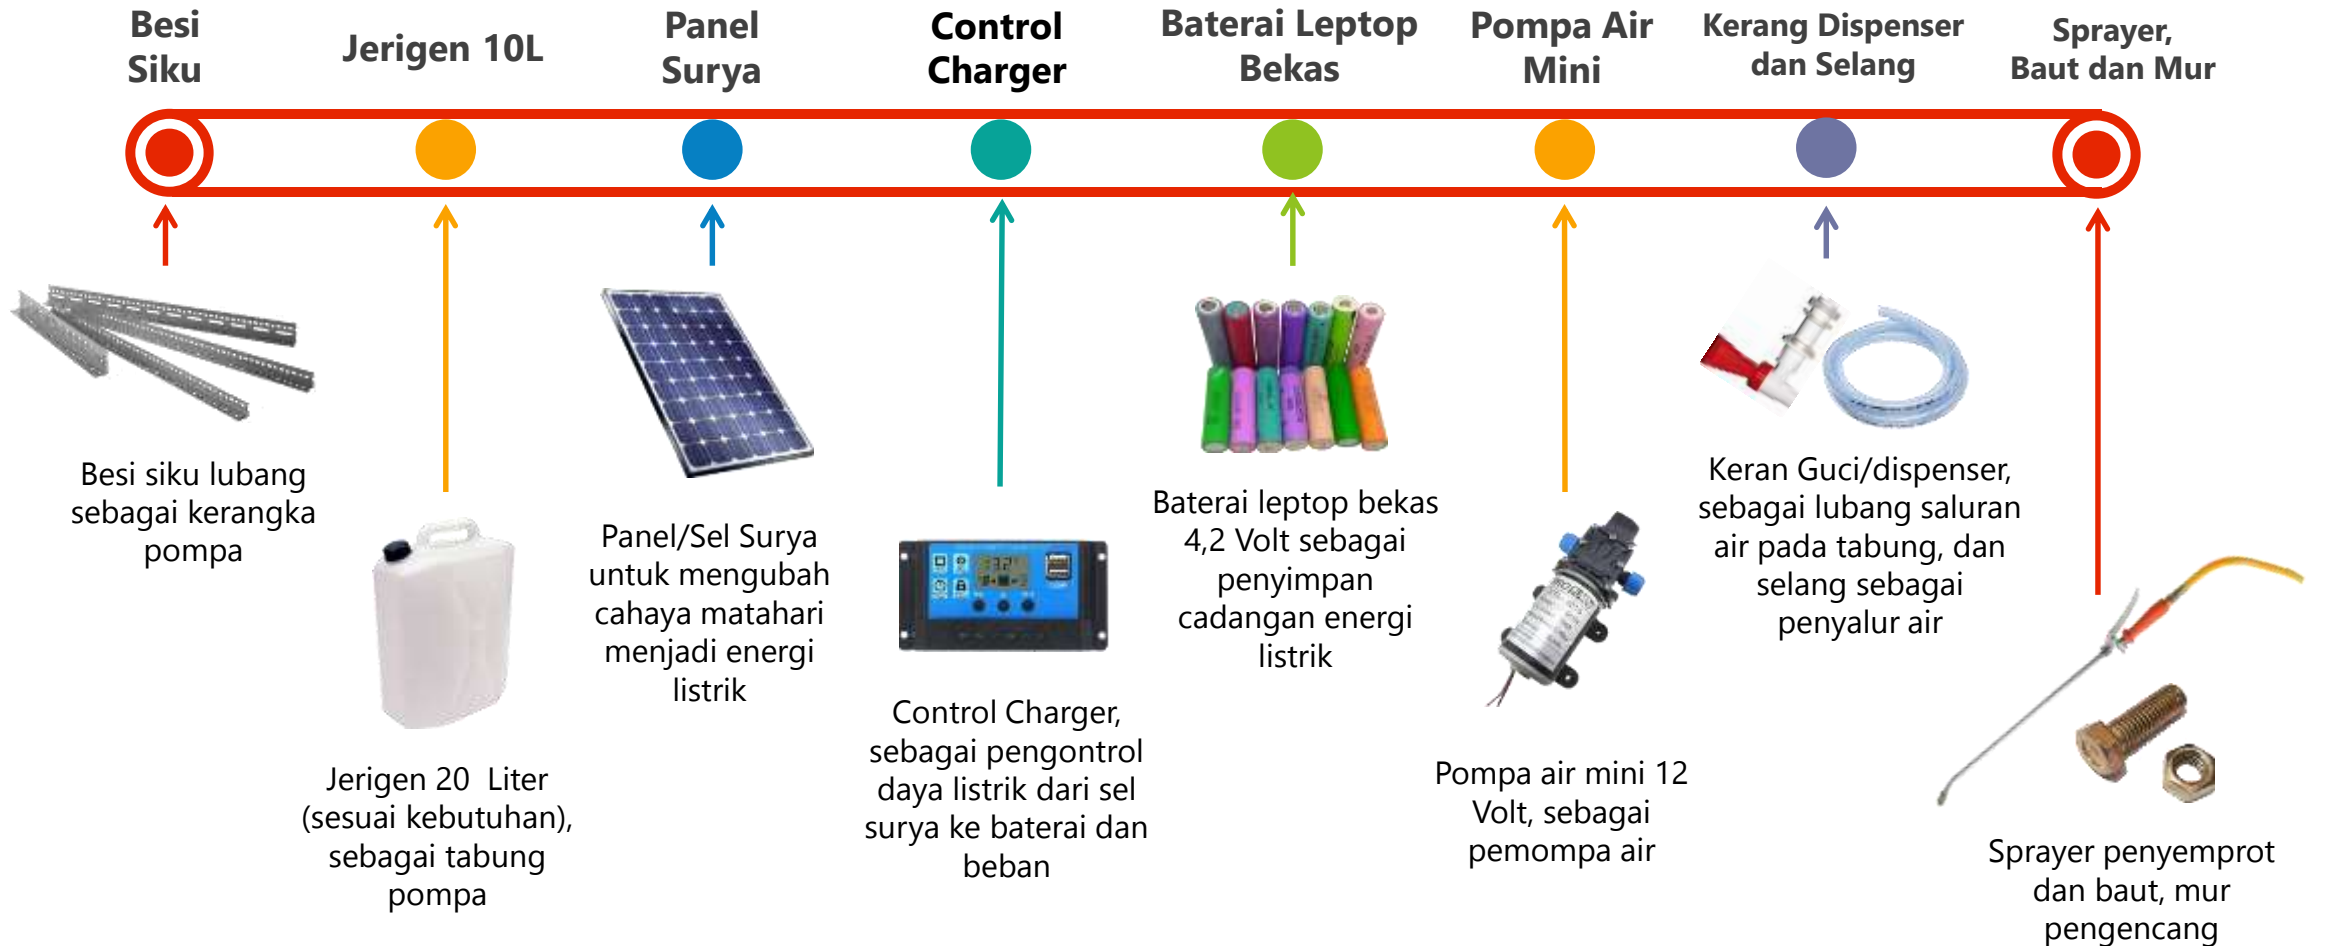 Besi
Siku
Jerigen 10L
Panel
Surya
Control
Charger
Baterai Leptop
Bekas
Pompa Air
Mini
Kerang Dispenser
dan Selang
Sprayer,
Baut dan Mur
Besi siku lubang
sebagai kerangka
pompa
Jerigen 20  Liter
(sesuai kebutuhan),
sebagai tabung
pompa
Panel/Sel Surya
untuk mengubah
cahaya matahari
menjadi energi
listrik
Control Charger,
sebagai pengontrol
daya listrik dari sel
surya ke baterai dan
beban
Baterai leptop bekas
4,2 Volt sebagai
penyimpan
cadangan energi
listrik
Pompa air mini 12
Volt, sebagai
pemompa air
Keran Guci/dispenser,
sebagai lubang saluran
air pada tabung, dan
selang sebagai
penyalur air
Sprayer penyemprot
dan baut, mur
pengencang